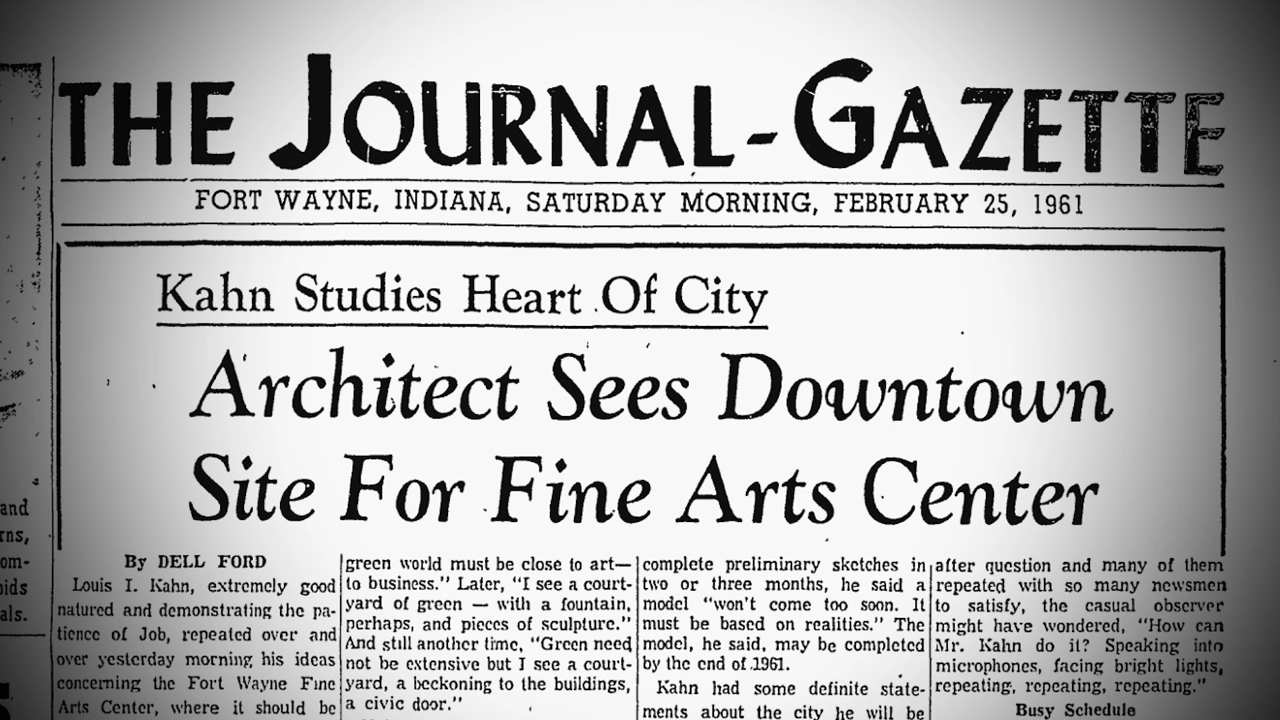 THE JOURNAL-GAZETTE
FORT WAYNE, INDIANA, SATURDAY MORNING, FEBRUARY 25, 1961
Kahn Studies Heart Of City
Architect Sees Downtown
Site For Fine Arts Center
and
rns,
om-
oids
als.
By DELL FORD
Louis I. Kahn, extremely good
natured and demonstrating the pa-
tience of Job, repeated over and
over yesterday morning his ideas
concerning the Fort Wayne Fine
Arts Center, where it should be
green world must be close to art—
to business." Later, "I see a court-
yard of green — with a fountain,
perhaps, and pieces of sculpture."
And still another time, "Green need
not be extensive but I see a court-
yard, a beckoning to the buildings,
a civic door."
complete preliminary sketches in
two or three months, he said a
model "won't come too soon. It
must be based on realities." The
model, he said, may be completed
by the end of 1961.
Kahn had some definite state-
ments about the city he will be
after question and many of them
repeated with so many newsmen
to satisfy, the casual observer
might have wondered, "How can
Mr. Kahn do it? Speaking into
microphones, facing bright lights,
repeating, repeating, repeating."
Busy Schedule